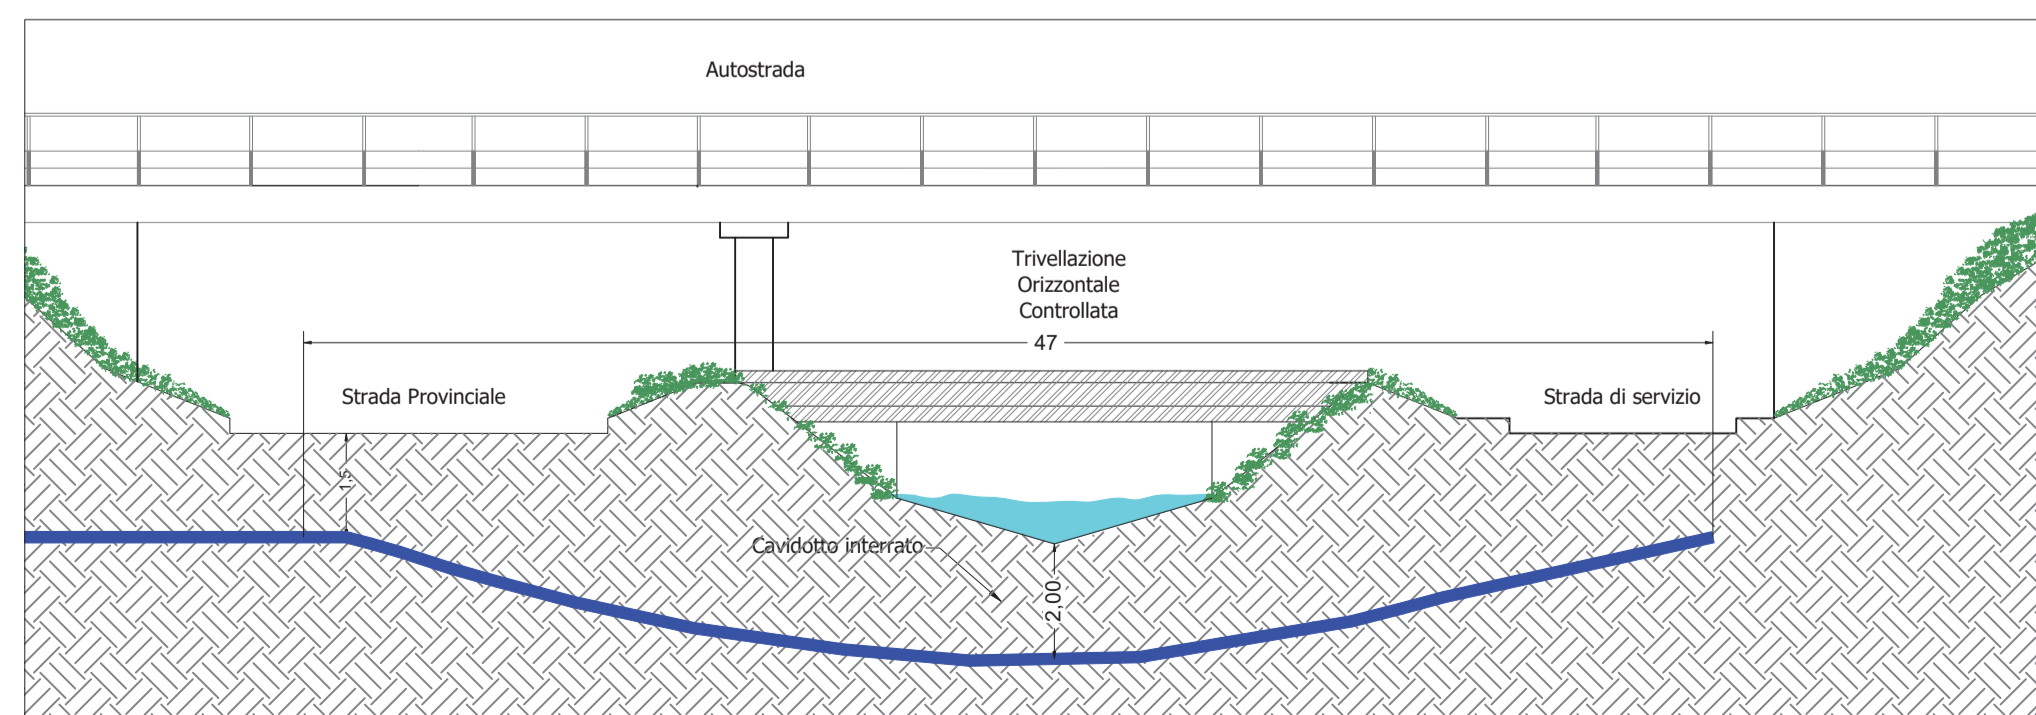 Autostrada
Trivellazione
Orizzontale
Controllata
47
Strada Provinciale
Strada di servizio
1,5
Cavidotto interrato
2,00